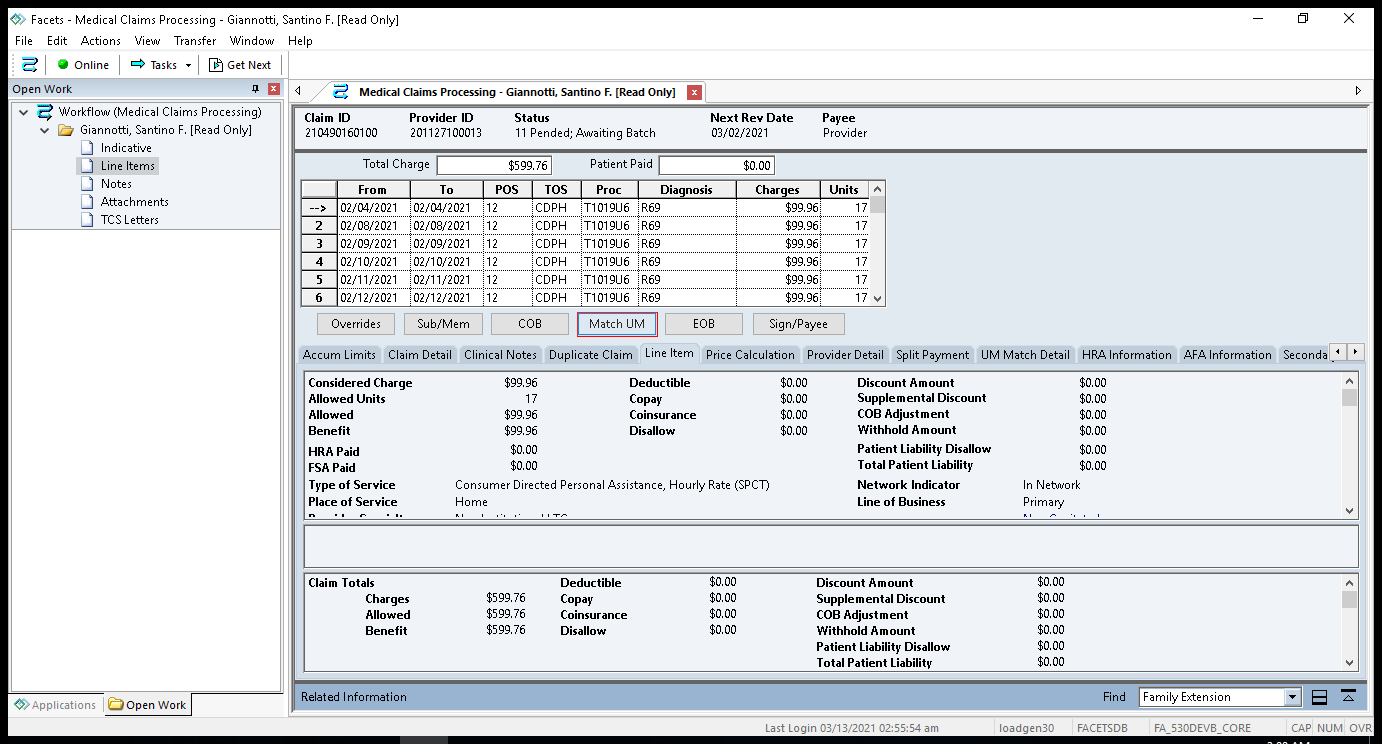 Facets - Medical Claims Processing - Giannotti, Santino F. [Read Only]
File Edit Actions View Transfer Window Help
Online Tasks Get Next
Open Work
Medical Claims Processing - Giannotti, Santino F. [Read Only]
Workflow (Medical Claims Processing)
Giannotti, Santino F. [Read Only]
Indicative
Line Items
Notes
Attachments
TCS Letters
Claim ID Provider ID Status Next Rev Date Payee
210490160100 201127100013 11 Pended; Awaiting Batch 03/02/2021 Provider
Total Charge $599.76 Patient Paid $0.00
From To POS TOS Proc Diagnosis Charges Units
--> 02/04/2021 02/04/2021 12 CDPH T1019U6 R69 $99.96 17
2 02/08/2021 02/08/2021 12 CDPH T1019U6 R69 $99.96 17
3 02/09/2021 02/09/2021 12 CDPH T1019U6 R69 $99.96 17
4 02/10/2021 02/10/2021 12 CDPH T1019U6 R69 $99.96 17
5 02/11/2021 02/11/2021 12 CDPH T1019U6 R69 $99.96 17
6 02/12/2021 02/12/2021 12 CDPH T1019U6 R69 $99.96 17
Overrides Sub/Mem COB Match UM EOB Sign/Payee
Accum Limits Claim Detail Clinical Notes Duplicate Claim Line Item Price Calculation Provider Detail Split Payment UM Match Detail HRA Information AFA Information Seconda
Considered Charge $99.96 Deductible $0.00 Discount Amount $0.00
Allowed Units 17 Copay $0.00 Supplemental Discount $0.00
Allowed $99.96 Coinsurance $0.00 COB Adjustment $0.00
Benefit $99.96 Disallow $0.00 Withhold Amount $0.00
HRA Paid $0.00 Patient Liability Disallow $0.00
FSA Paid $0.00 Total Patient Liability $0.00
Type of Service Consumer Directed Personal Assistance, Hourly Rate (SPCT) Network Indicator In Network
Place of Service Home Line of Business Primary
Claim Totals Deductible $0.00 Discount Amount $0.00
Charges $599.76 Copay $0.00 Supplemental Discount $0.00
Allowed $599.76 Coinsurance $0.00 COB Adjustment $0.00
Benefit $599.76 Disallow $0.00 Withhold Amount $0.00
Patient Liability Disallow $0.00
Total Patient Liability $0.00
Related Information Find Family Extension
Applications Open Work
Last Login 03/13/2021 02:55:54 am loadgen30 FACETSDB FA_530DEVB_CORE CAP NUM OVR